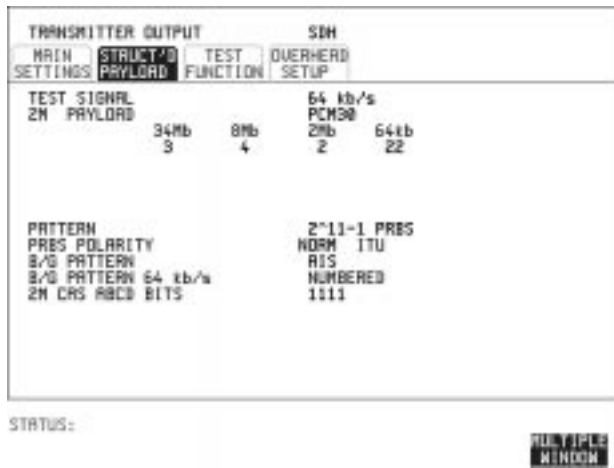 TRANSMITTER OUTPUT SDH
MAIN SETTINGS STRUCT'D PAYLOAD TEST FUNCTION OVERHEAD SETUP
TEST SIGNAL 64 kb/s
2M PAYLOAD PCM30
34Mb 8Mb 2Mb 64kb
3 4 2 22
PATTERN 2^11-1 PRBS
PRBS POLARITY NORM ITU
B/G PATTERN AIS
B/G PATTERN 64 kb/s NUMBERED
2M CAS ABCD BITS 1111
STATUS:
MULTIPLE
WINDOW